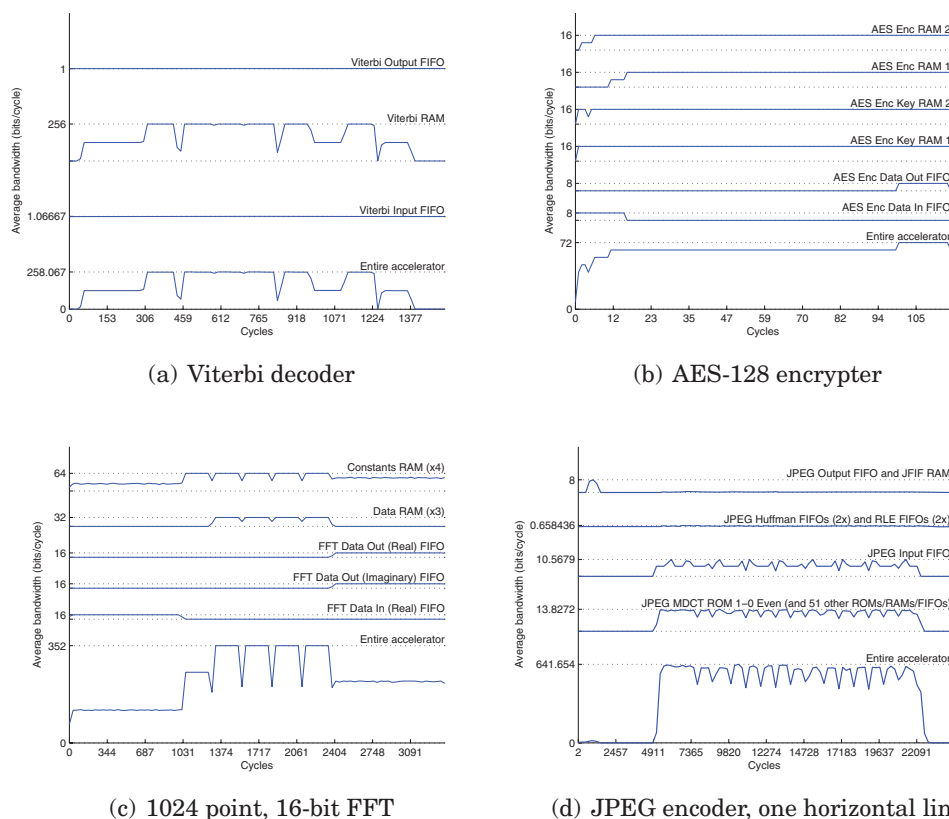 Average bandwidth (bits/cycle)
1
Viterbi Output FIFO
256
Viterbi RAM
1.06667
Viterbi Input FIFO
258.067
Entire accelerator
0
0 153 306 459 612 765 918 1071 1224 1377
Cycles
(a) Viterbi decoder
Average bandwidth (bits/cycle)
16
AES Enc RAM 2
16
AES Enc RAM 1
16
AES Enc Key RAM 2
16
AES Enc Key RAM 1
8
AES Enc Data Out FIFO
8
AES Enc Data In FIFO
72
Entire accelerator
0
0 12 23 35 47 59 70 82 94 105
Cycles
(b) AES-128 encrypter
Average bandwidth (bits/cycle)
64
Constants RAM (x4)
32
Data RAM (x3)
16
FFT Data Out (Real) FIFO
16
FFT Data Out (Imaginary) FIFO
16
FFT Data In (Real) FIFO
352
Entire accelerator
0
0 344 687 1031 1374 1717 2061 2404 2748 3091
Cycles
(c) 1024 point, 16-bit FFT
Average bandwidth (bits/cycle)
8
JPEG Output FIFO and JFIF RAM
0.658436
JPEG Huffman FIFOs (2x) and RLE FIFOs (2x)
10.5679
JPEG Input FIFO
13.8272
JPEG MDCT ROM 1-0 Even (and 51 other ROMs/RAMs/FIFOs)
641.654
Entire accelerator
0
2 2457 4911 7365 9820 12274 14728 17183 19637 22091
Cycles
(d) JPEG encoder, one horizontal lin